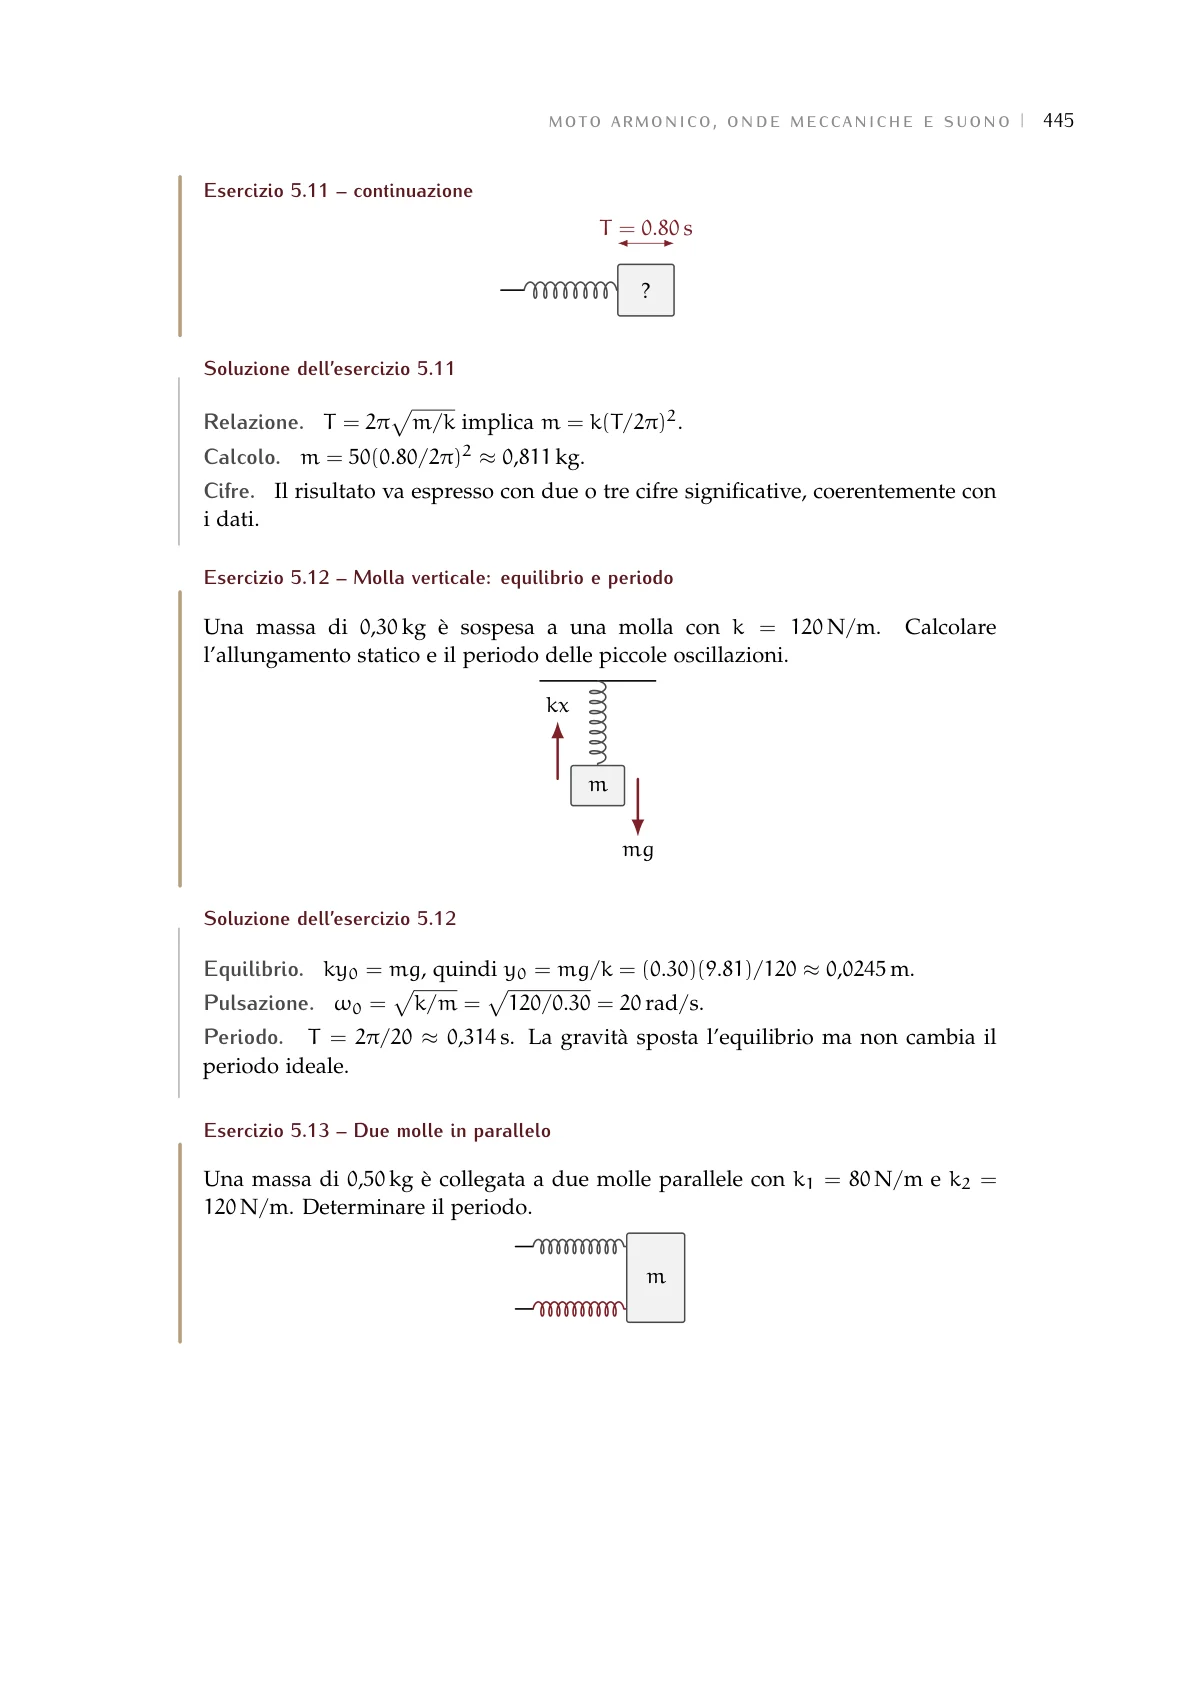 MOTO ARMONICO, ONDE MECCANICHE E SUONO | 445
Esercizio 5.11 – continuazione
T = 0.80 s
?
Soluzione dell'esercizio 5.11
Relazione. T = 2π√m/k implica m = k(T/2π)².
Calcolo. m = 50(0.80/2π)² ≈ 0,811 kg.
Cifre. Il risultato va espresso con due o tre cifre significative, coerentemente con
i dati.
Esercizio 5.12 – Molla verticale: equilibrio e periodo
Una massa di 0,30 kg è sospesa a una molla con k = 120 N/m. Calcolare
l'allungamento statico e il periodo delle piccole oscillazioni.
kx
m
mg
Soluzione dell'esercizio 5.12
Equilibrio. ky₀ = mg, quindi y₀ = mg/k = (0.30)(9.81)/120 ≈ 0,0245 m.
Pulsazione. ω₀ = √k/m = √120/0.30 = 20 rad/s.
Periodo. T = 2π/20 ≈ 0,314 s. La gravità sposta l'equilibrio ma non cambia il
periodo ideale.
Esercizio 5.13 – Due molle in parallelo
Una massa di 0,50 kg è collegata a due molle parallele con k₁ = 80 N/m e k₂ =
120 N/m. Determinare il periodo.
m